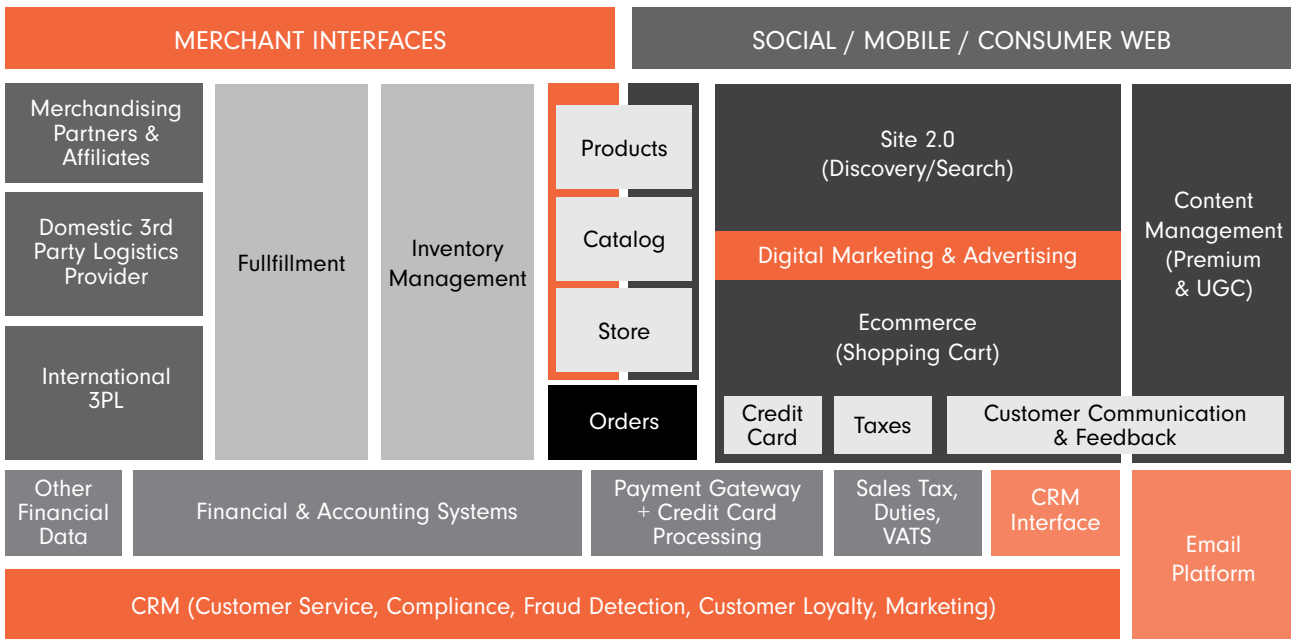 MERCHANT INTERFACES
SOCIAL / MOBILE / CONSUMER WEB
Merchandising
Partners &
Affiliates
Domestic 3rd
Party Logistics
Provider
International
3PL
Fullfillment
Inventory
Management
Products
Catalog
Store
Orders
Site 2.0
(Discovery/Search)
Digital Marketing & Advertising
Ecommerce
(Shopping Cart)
Credit
Card
Taxes
Customer Communication
& Feedback
Content
Management
(Premium
& UGC)
Other
Financial
Data
Financial & Accounting Systems
Payment Gateway
+ Credit Card
Processing
Sales Tax,
Duties,
VATS
CRM
Interface
Email
Platform
CRM (Customer Service, Compliance, Fraud Detection, Customer Loyalty, Marketing)